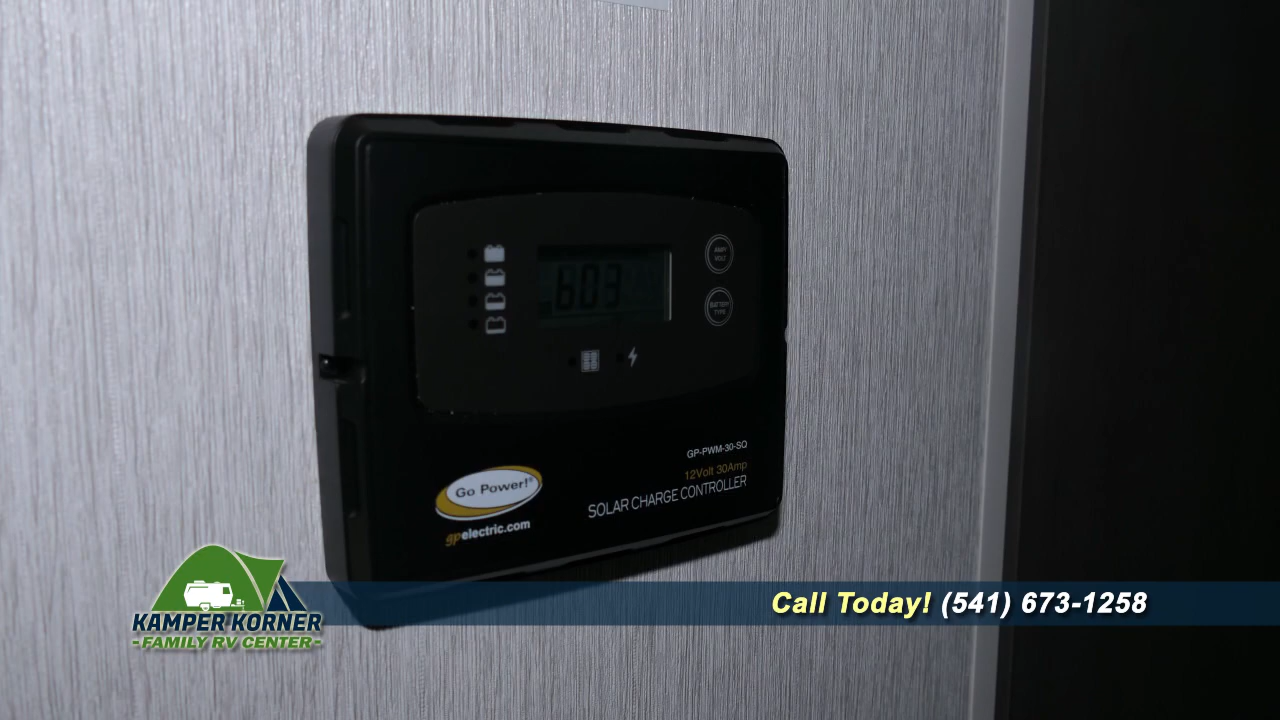 AMP/
VOLT
603
BATTERY
TYPE
GP-PWM-30-SQ
12Volt 30Amp
SOLAR CHARGE CONTROLLER
Go Power!®
gpelectric.com
Call Today! (541) 673-1258
KAMPER KORNER
-FAMILY RV CENTER-